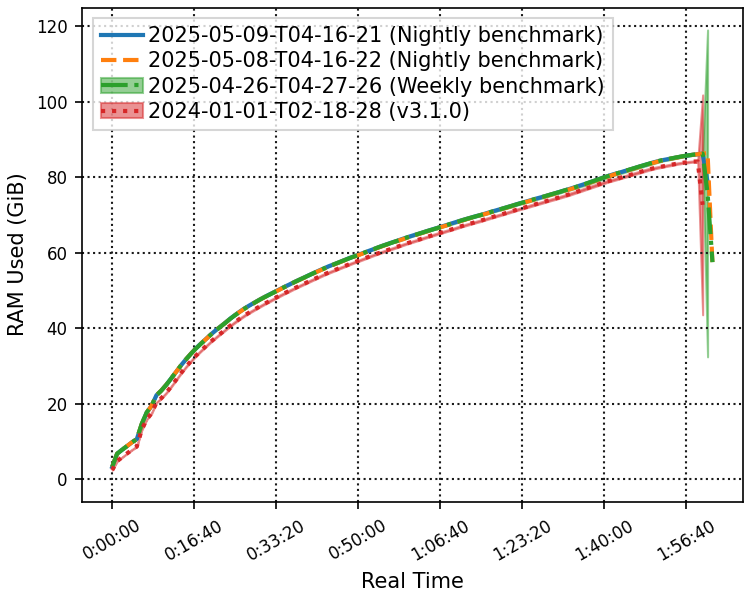 2025-05-09-T04-16-21 (Nightly benchmark)
2025-05-08-T04-16-22 (Nightly benchmark)
2025-04-26-T04-27-26 (Weekly benchmark)
2024-01-01-T02-18-28 (v3.1.0)
120
100
80
60
40
20
0
RAM Used (GiB)
0:00:00
0:16:40
0:33:20
0:50:00
1:06:40
1:23:20
1:40:00
1:56:40
Real Time